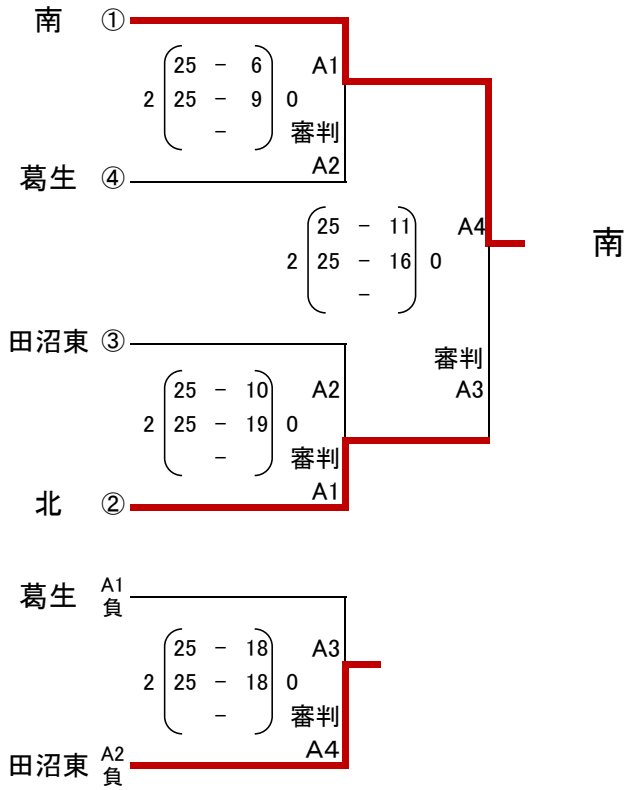 南 ①
25 - 6 A1
2 25 - 9 0
- 審判
A2
葛生 ④
25 - 11 A4
2 25 - 16 0
-
南
田沼東 ③
審判
A3
25 - 10 A2
2 25 - 19 0
- 審判
A1
北 ②
葛生 A1
負
25 - 18 A3
2 25 - 18 0
- 審判
A4
田沼東 A2
負